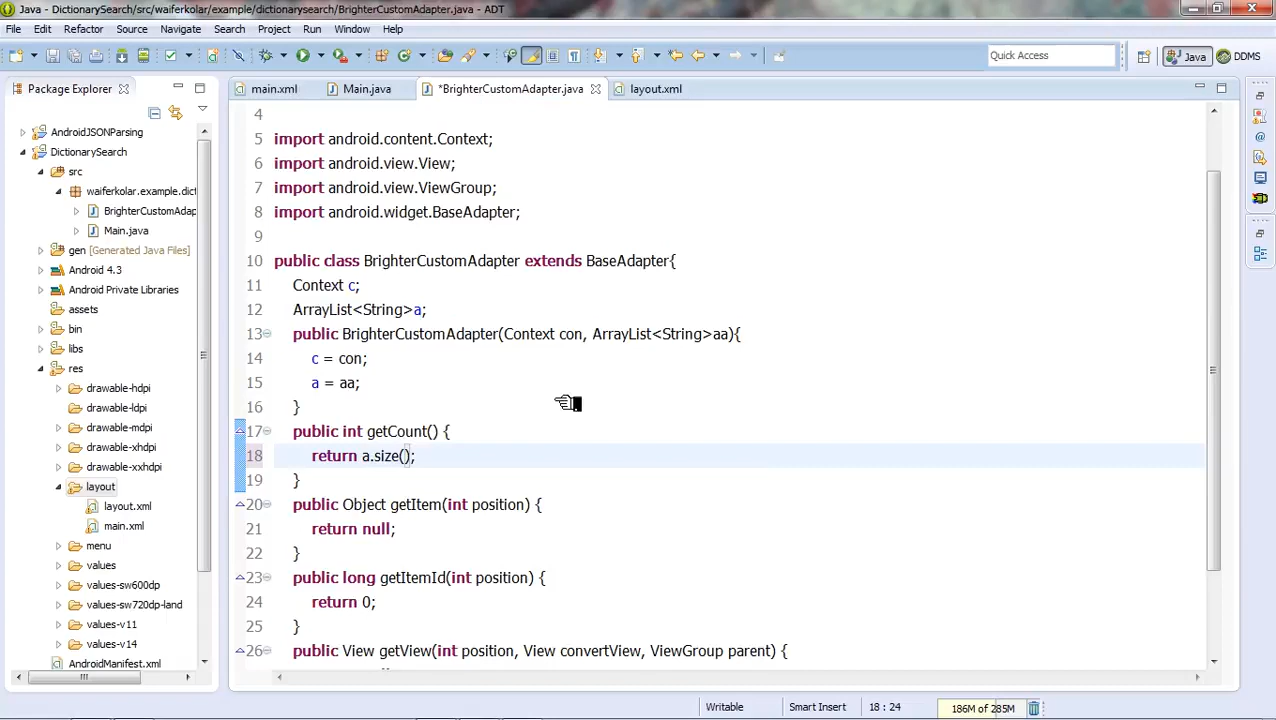 Java - DictionarySearch/src/waiferkolar/example/dictionarysearch/BrighterCustomAdapter.java - ADT
File Edit Refactor Source Navigate Search Project Run Window Help
Quick Access Java DDMS
Package Explorer
main.xml Main.java *BrighterCustomAdapter.java layout.xml
AndroidJSONParsing
DictionarySearch
src
waiferkolar.example.dict
BrighterCustomAdap
Main.java
gen [Generated Java Files]
Android 4.3
Android Private Libraries
assets
bin
libs
res
drawable-hdpi
drawable-ldpi
drawable-mdpi
drawable-xhdpi
drawable-xxhdpi
layout
layout.xml
main.xml
menu
values
values-sw600dp
values-sw720dp-land
values-v11
values-v14
AndroidManifest.xml
4
5 import android.content.Context;
6 import android.view.View;
7 import android.view.ViewGroup;
8 import android.widget.BaseAdapter;
9
10 public class BrighterCustomAdapter extends BaseAdapter{
11 Context c;
12 ArrayList<String>a;
13 public BrighterCustomAdapter(Context con, ArrayList<String>aa){
14 c = con;
15 a = aa;
16 }
17 public int getCount() {
18 return a.size();
19 }
20 public Object getItem(int position) {
21 return null;
22 }
23 public long getItemId(int position) {
24 return 0;
25 }
26 public View getView(int position, View convertView, ViewGroup parent) {
Writable Smart Insert 18 : 24 186M of 285M